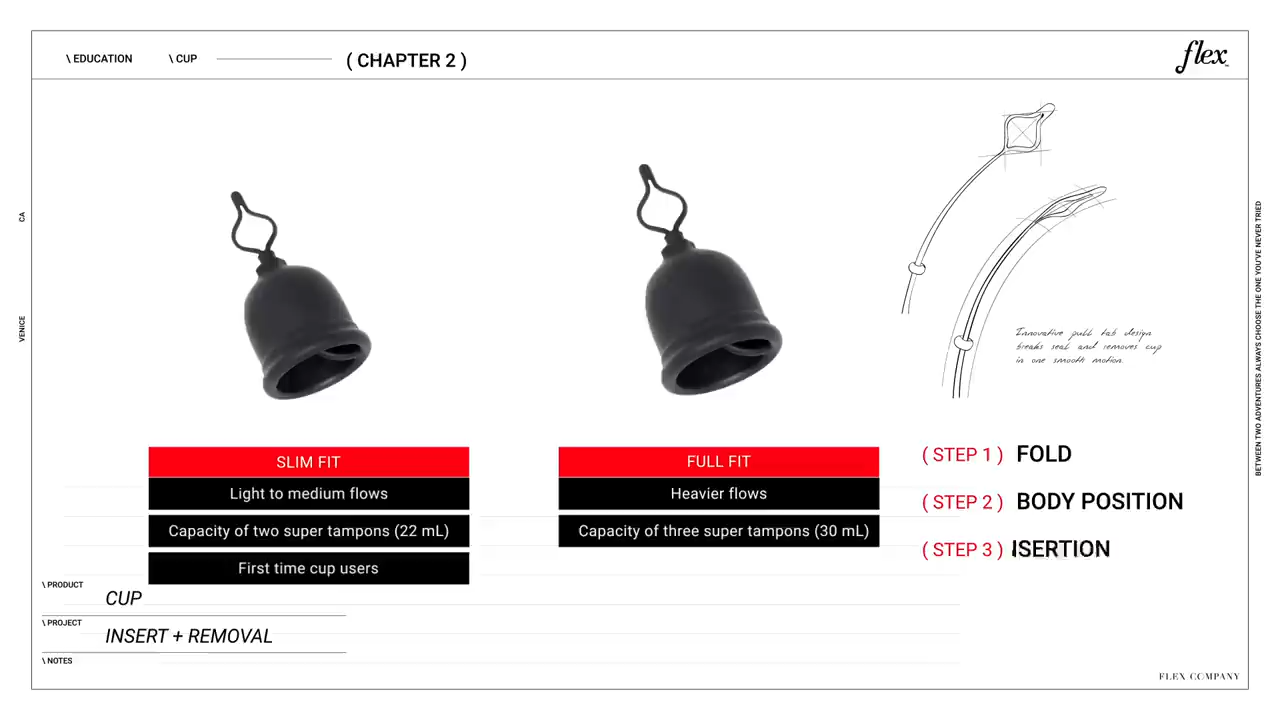 \ EDUCATION \ CUP ( CHAPTER 2 )
flex
CA
VENICE
BETWEEN TWO ADVENTURES ALWAYS CHOOSE THE ONE YOU'VE NEVER TRIED
Innovative pull tab design
breaks seal and removes cup
in one smooth motion.
SLIM FIT
Light to medium flows
Capacity of two super tampons (22 mL)
First time cup users
FULL FIT
Heavier flows
Capacity of three super tampons (30 mL)
( STEP 1 ) FOLD
( STEP 2 ) BODY POSITION
( STEP 3 ) ISERTION
\ PRODUCT
CUP
\ PROJECT
INSERT + REMOVAL
\ NOTES
FLEX COMPANY